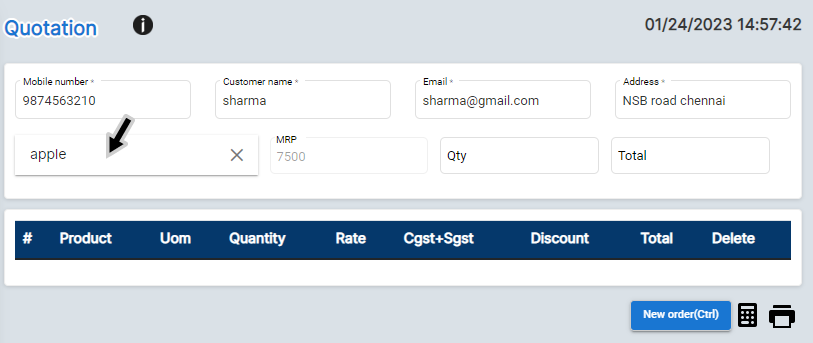 Quotation
01/24/2023 14:57:42
Mobile number * Customer name * Email * Address *
9874563210 sharma sharma@gmail.com NSB road chennai
MRP
apple 7500 Qty Total
# Product Uom Quantity Rate Cgst+Sgst Discount Total Delete
New order(Ctrl)